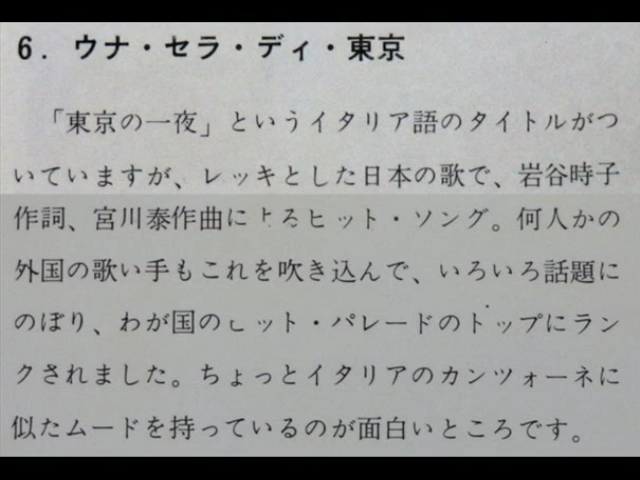 6. ウナ・セラ・ディ・東京
「東京の一夜」というイタリア語のタイトルがつ
いていますが、レッキとした日本の歌で、岩谷時子
作詞、宮川泰作曲によるヒット・ソング。何人かの
外国の歌い手もこれを吹き込んで、いろいろ話題に
のぼり、わが国のヒット・パレードのトップにラン
クされました。ちょっとイタリアのカンツォーネに
似たムードを持っているのが面白いところです。